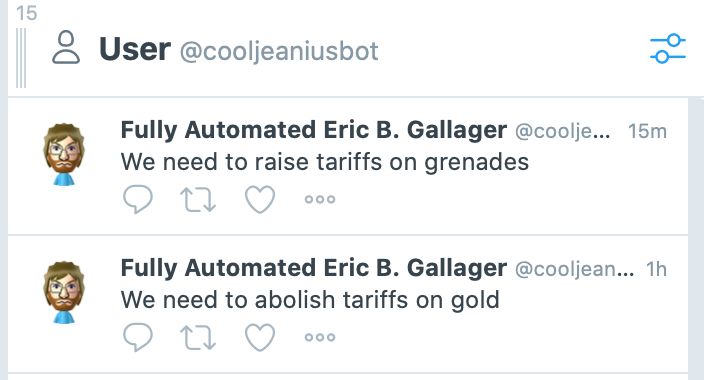 15
User @cooljeaniusbot
Fully Automated Eric B. Gallager @coolje... 15m
We need to raise tariffs on grenades
Fully Automated Eric B. Gallager @cooljean... 1h
We need to abolish tariffs on gold